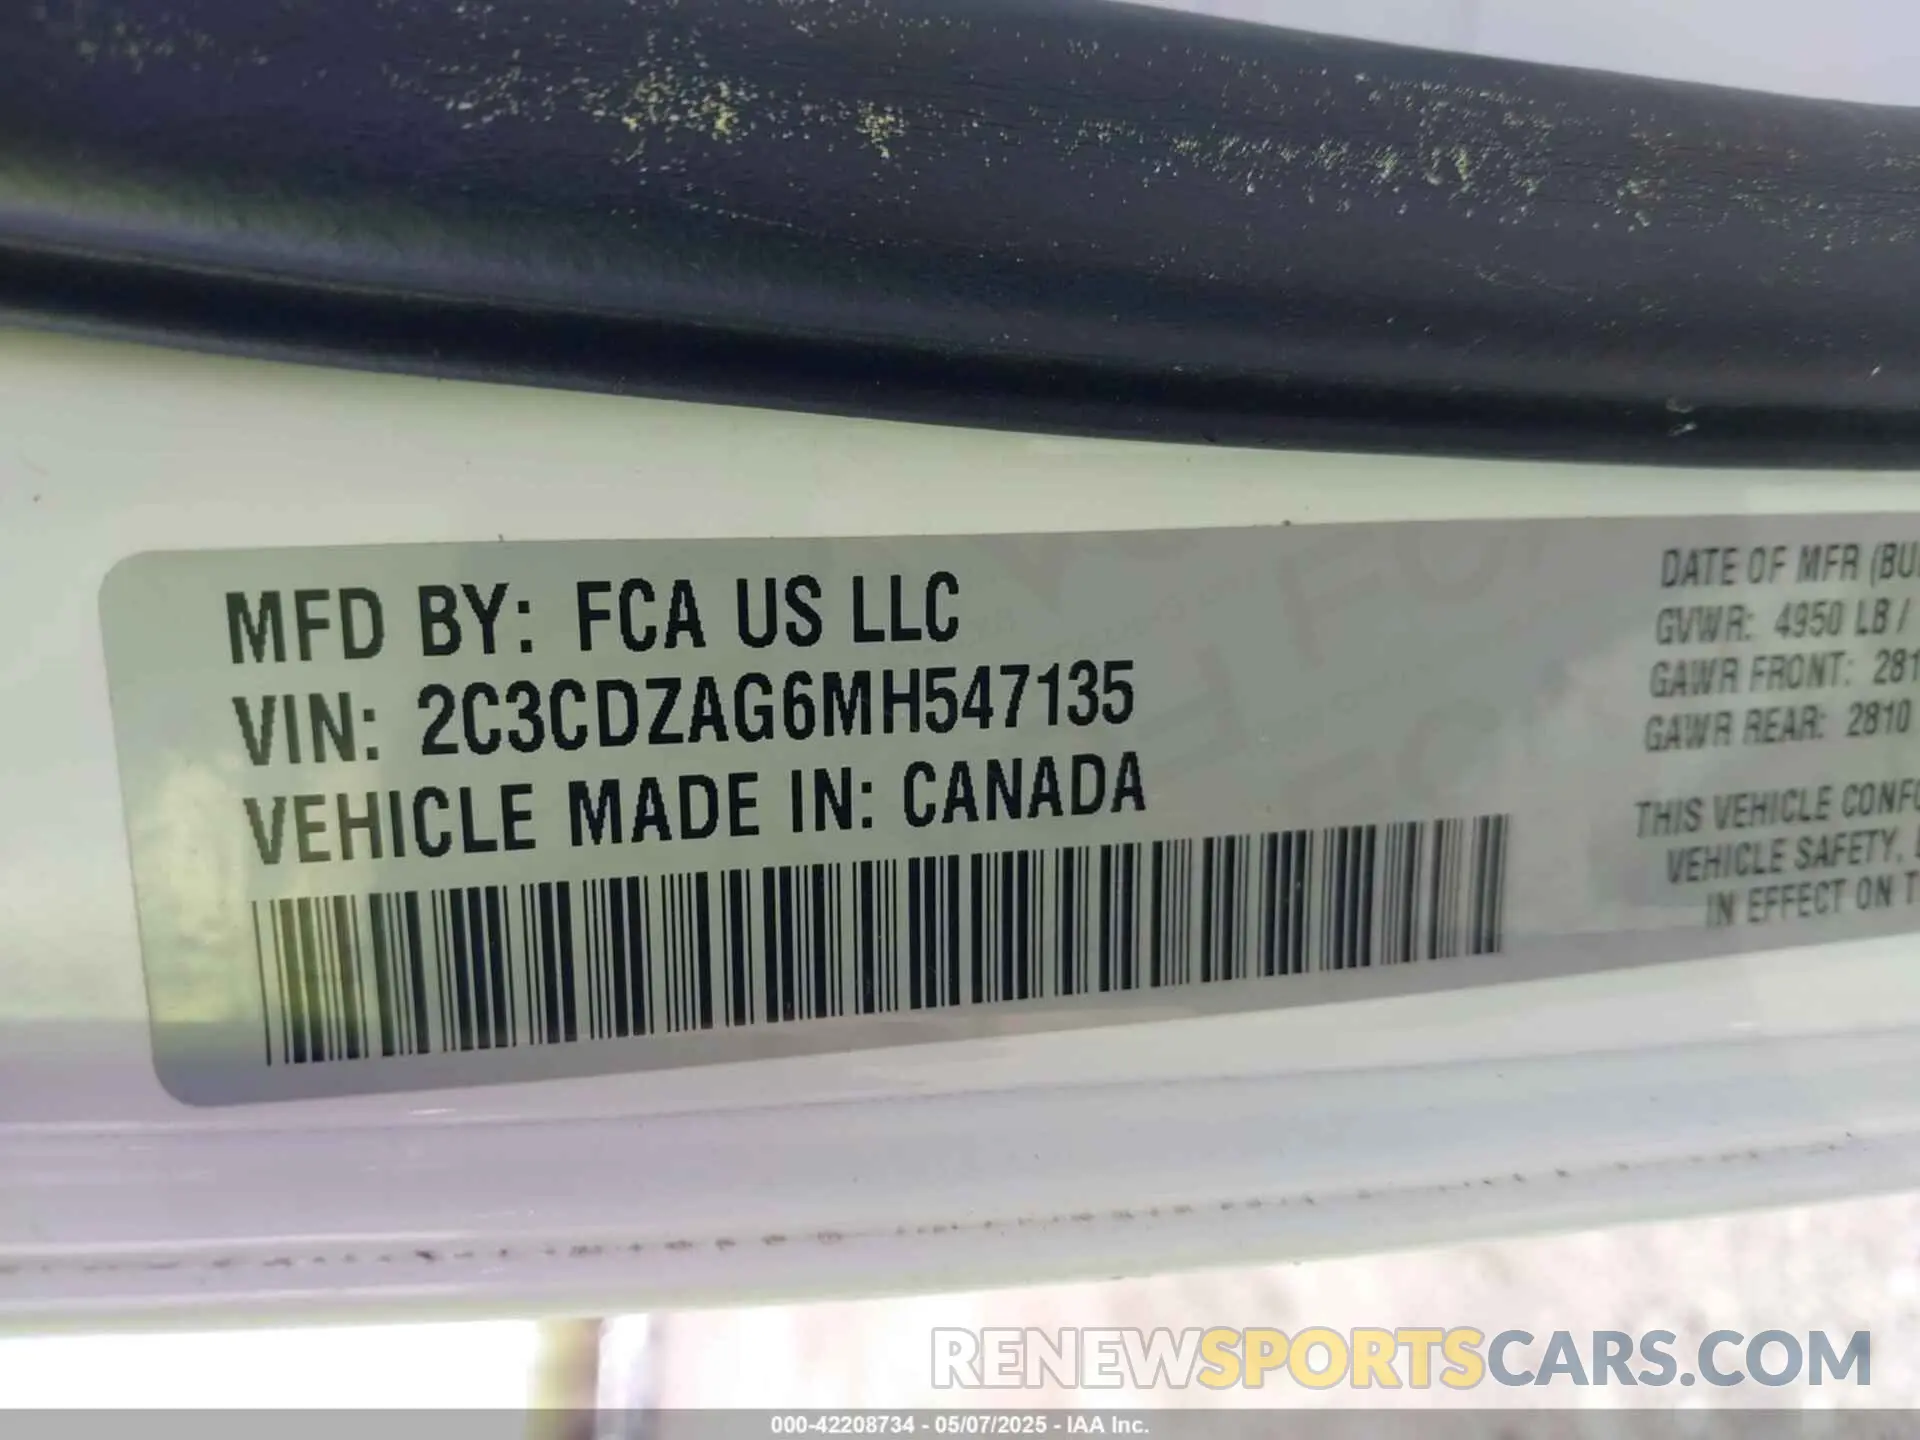 MFD BY: FCA US LLC
VIN: 2C3CDZAG6MH547135
VEHICLE MADE IN: CANADA
DATE OF MFR
GVWR: 4950 LB /
GAWR FRONT:
GAWR REAR: 2810
THIS VEHICLE
VEHICLE SAFETY,
IN EFFECT ON
RENEWSPORTSCARS.COM
000-42208734 - 05/07/2025 - IAA Inc.